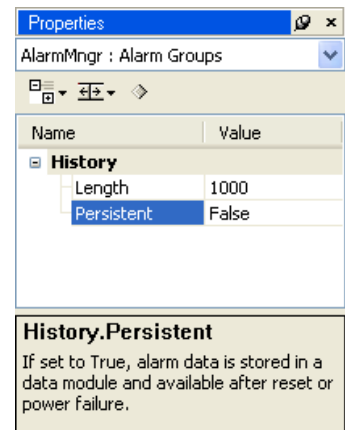 Properties
AlarmMngr : Alarm Groups
Name Value
History
Length 1000
Persistent False
History.Persistent
If set to True, alarm data is stored in a
data module and available after reset or
power failure.